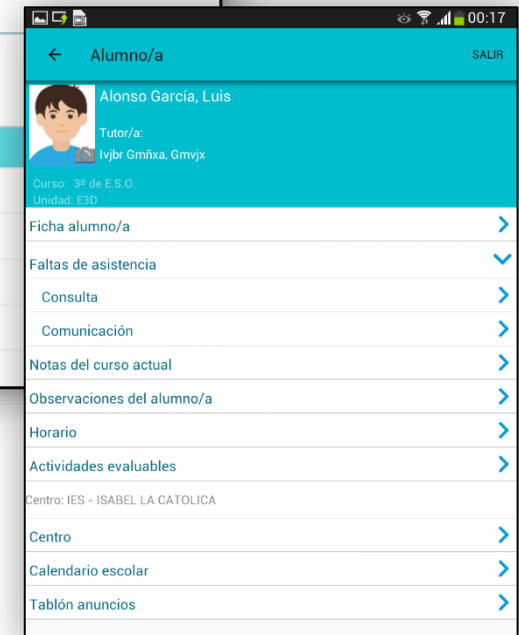 00:17
Alumno/a
SALIR
Alonso García, Luis
Tutor/a:
Ivjbr Gmñxa, Gmvjx
Curso: 3º de E.S.O.
Unidad: E3D
Ficha alumno/a
Faltas de asistencia
Consulta
Comunicación
Notas del curso actual
Observaciones del alumno/a
Horario
Actividades evaluables
Centro: IES - ISABEL LA CATOLICA
Centro
Calendario escolar
Tablón anuncios